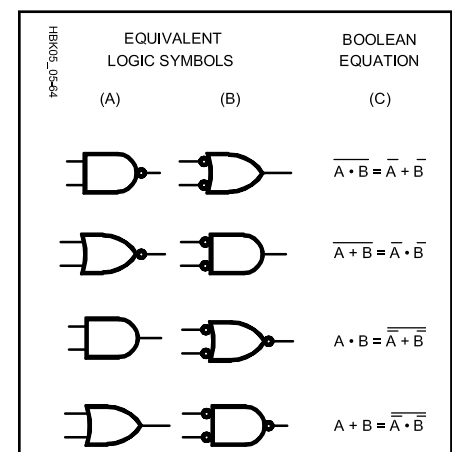 HBK05_05-64
EQUIVALENT
LOGIC SYMBOLS
BOOLEAN
EQUATION
(A) (B) (C)
A̅ ̅•̅ ̅B̅ = A̅ + B̅
A̅ ̅+̅ ̅B̅ = A̅ • B̅
A • B = A̿ ̅+̅ ̅B̿
A + B = A̿ ̅•̅ ̅B̿